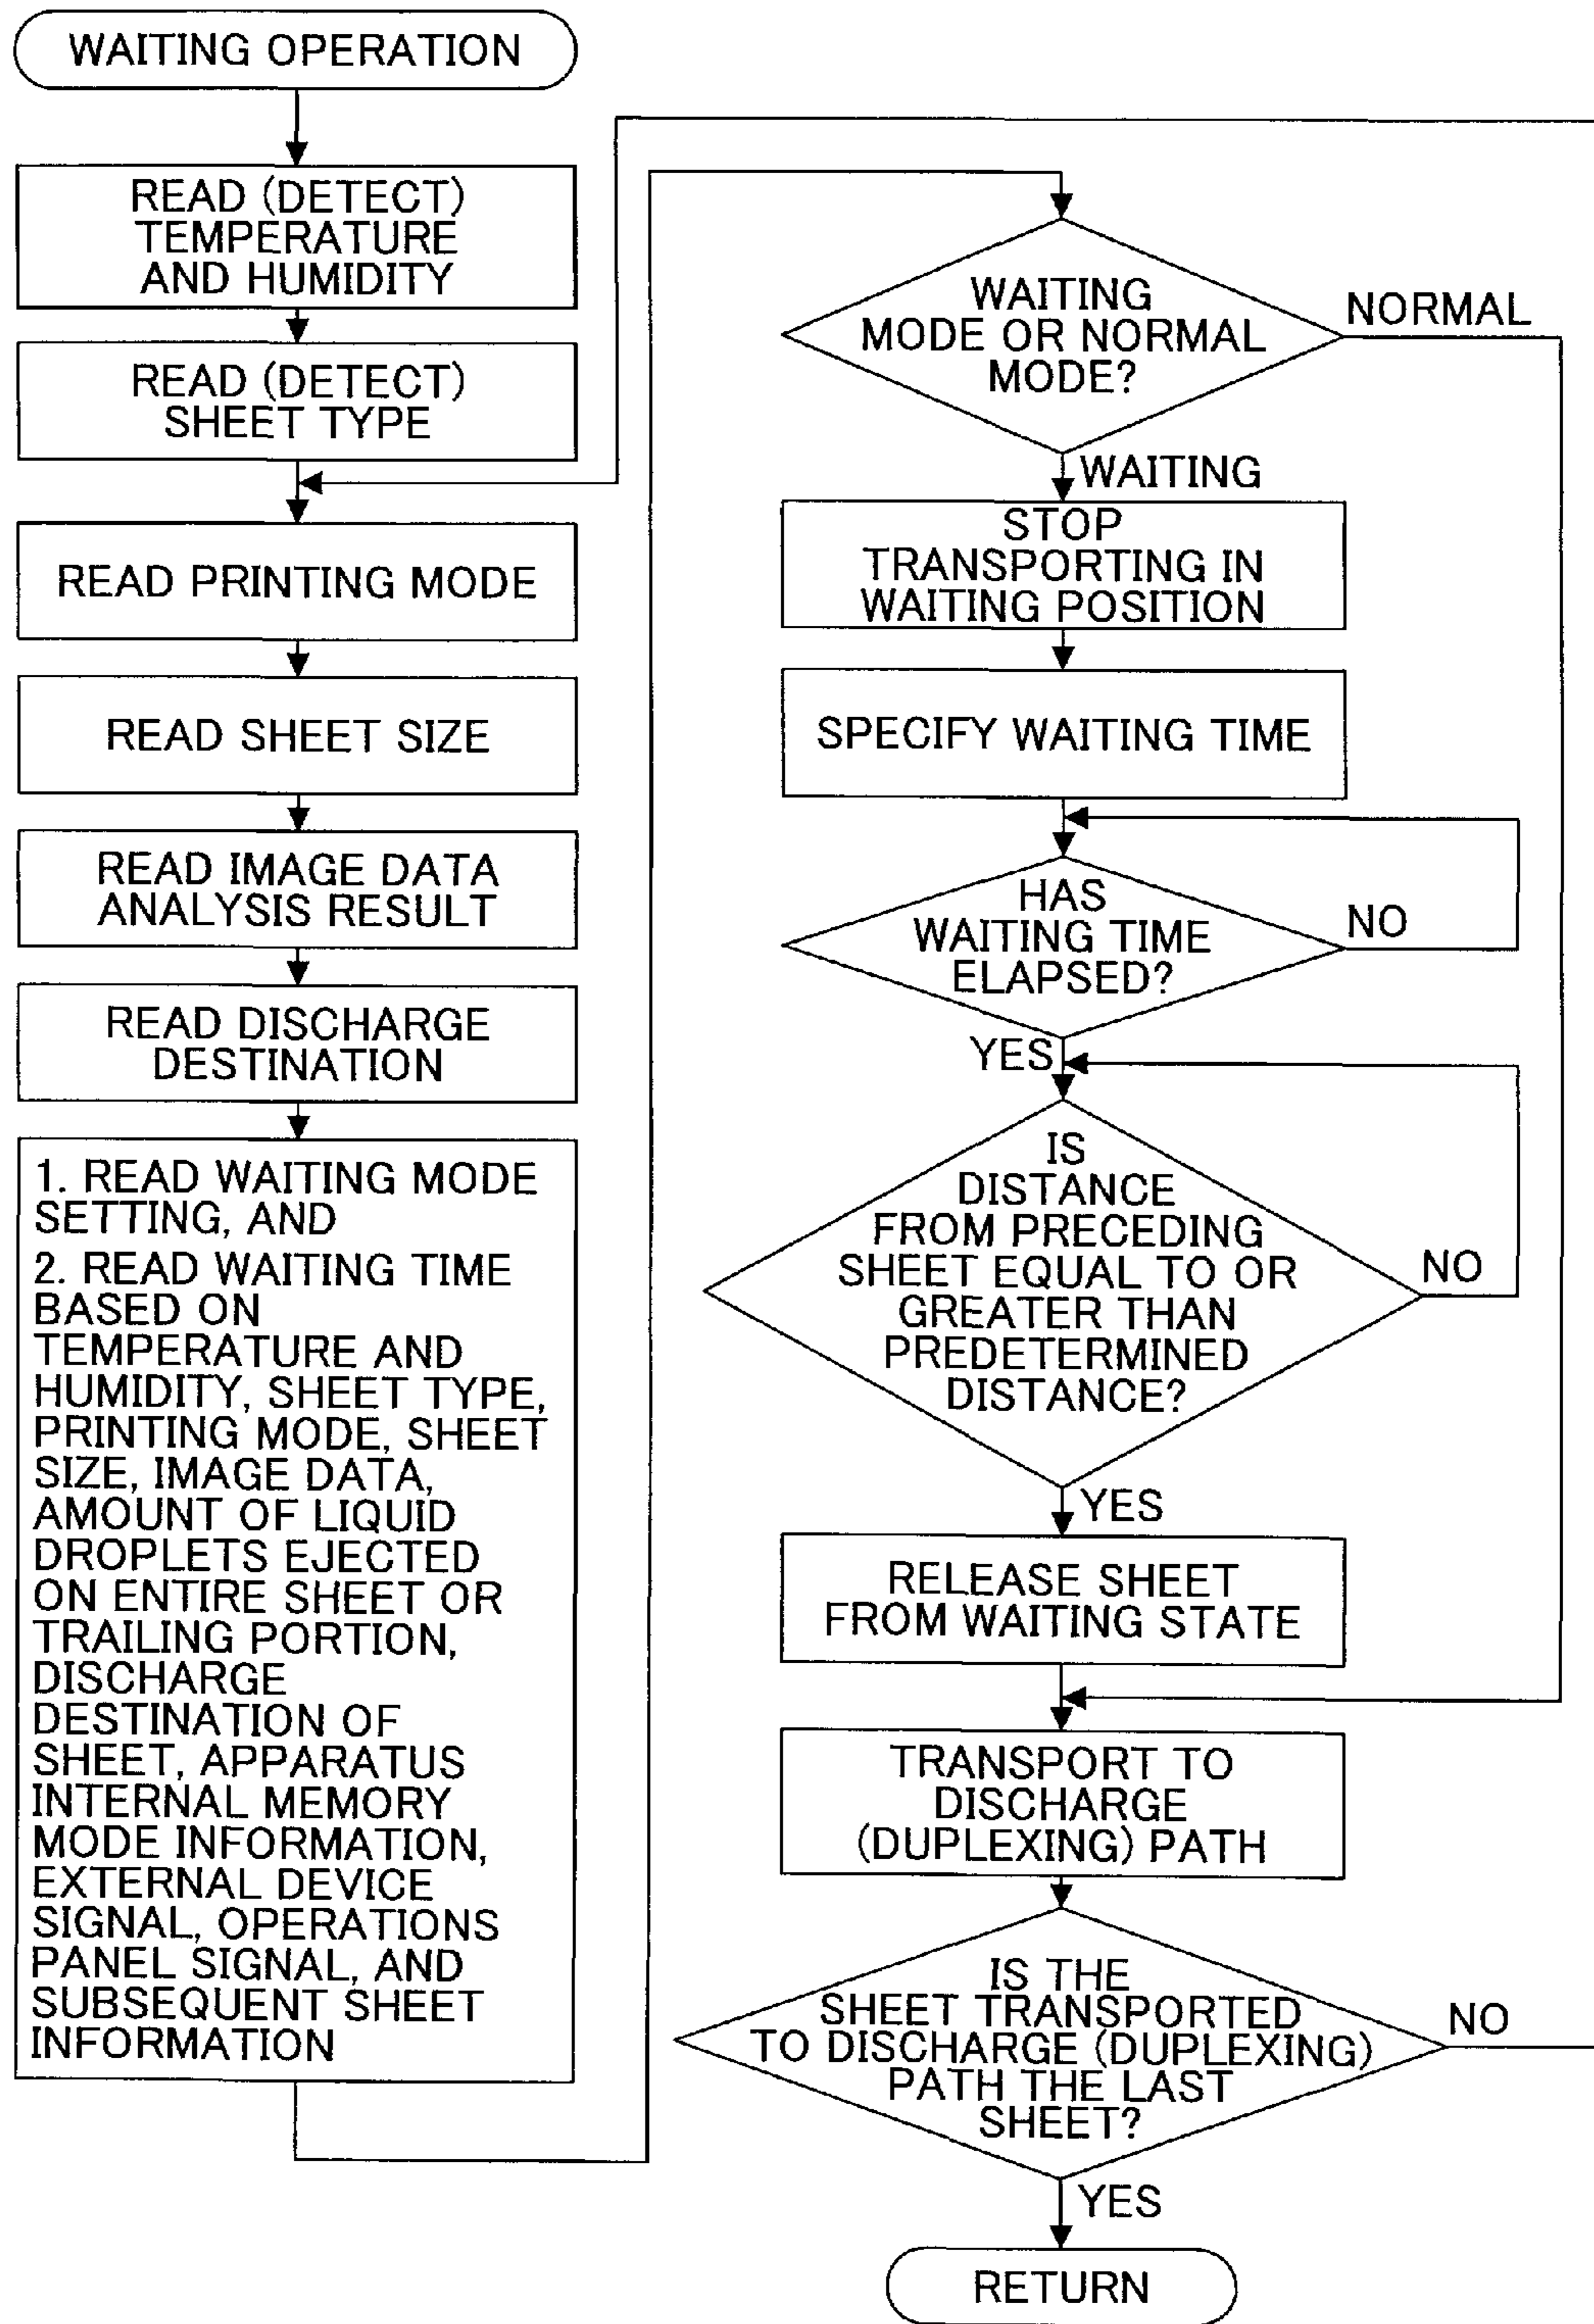 WAITING OPERATION
READ (DETECT)
TEMPERATURE
AND HUMIDITY
READ (DETECT)
SHEET TYPE
READ PRINTING MODE
READ SHEET SIZE
READ IMAGE DATA
ANALYSIS RESULT
READ DISCHARGE
DESTINATION
1. READ WAITING MODE
SETTING, AND
2. READ WAITING TIME
BASED ON
TEMPERATURE AND
HUMIDITY, SHEET TYPE,
PRINTING MODE, SHEET
SIZE, IMAGE DATA,
AMOUNT OF LIQUID
DROPLETS EJECTED
ON ENTIRE SHEET OR
TRAILING PORTION,
DISCHARGE
DESTINATION OF
SHEET, APPARATUS
INTERNAL MEMORY
MODE INFORMATION,
EXTERNAL DEVICE
SIGNAL, OPERATIONS
PANEL SIGNAL, AND
SUBSEQUENT SHEET
INFORMATION
WAITING
MODE OR NORMAL
MODE?
NORMAL
WAITING
STOP
TRANSPORTING IN
WAITING POSITION
SPECIFY WAITING TIME
HAS
WAITING TIME
ELAPSED?
NO
YES
IS
DISTANCE
FROM PRECEDING
SHEET EQUAL TO OR
GREATER THAN
PREDETERMINED
DISTANCE?
NO
YES
RELEASE SHEET
FROM WAITING STATE
TRANSPORT TO
DISCHARGE
(DUPLEXING) PATH
IS THE
SHEET TRANSPORTED
TO DISCHARGE (DUPLEXING)
PATH THE LAST
SHEET?
NO
YES
RETURN